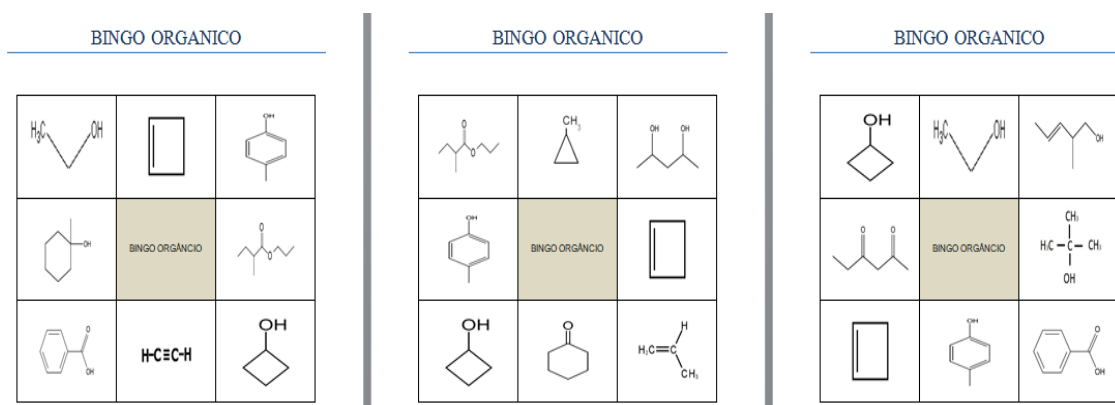 BINGO ORGANICO
H₃C OH
OH
OH
BINGO ORGÂNCIO
O
O
O
OH
H-C≡C-H
OH
BINGO ORGANICO
O
O
CH₃
OH OH
OH
BINGO ORGÂNCIO
OH
O
H
H₂C C
CH₃
BINGO ORGANICO
OH
H₃C OH
OH
O O
BINGO ORGÂNCIO
CH₃
H₃C C CH₃
OH
OH
O
OH